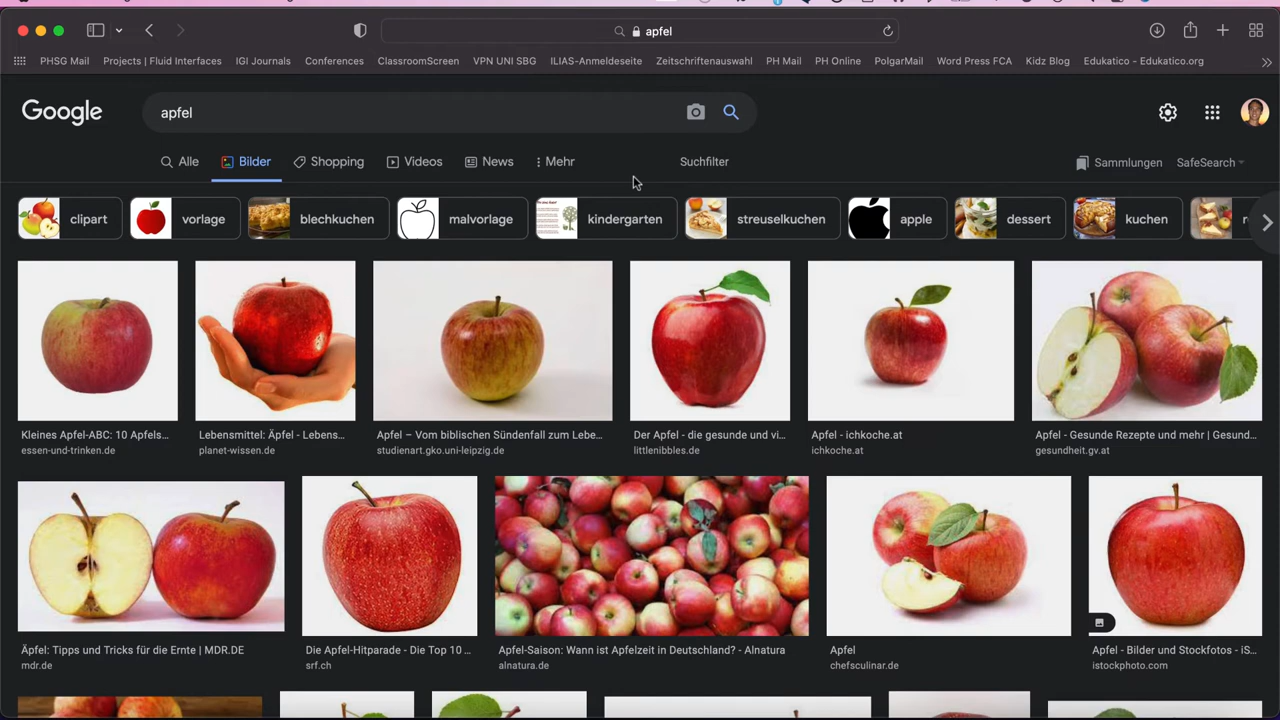 apfel
PHSG Mail Projects | Fluid Interfaces IGI Journals Conferences ClassroomScreen VPN UNI SBG ILIAS-Anmeldeseite Zeitschriftenauswahl PH Mail PH Online PolgarMail Word Press FCA Kidz Blog Edukatico - Edukatico.org
Google apfel
Alle Bilder Shopping Videos News Mehr Suchfilter Sammlungen SafeSearch
clipart vorlage blechkuchen malvorlage kindergarten streuselkuchen apple dessert kuchen
Kleines Apfel-ABC: 10 Apfels... Lebensmittel: Äpfel - Lebens... Apfel – Vom biblischen Sündenfall zum Lebe... Der Apfel - die gesunde und vi... Apfel - ichkoche.at Apfel - Gesunde Rezepte und mehr | Gesund...
essen-und-trinken.de planet-wissen.de studienart.gko.uni-leipzig.de littlenibbles.de ichkoche.at gesundheit.gv.at
Äpfel: Tipps und Tricks für die Ernte | MDR.DE Die Apfel-Hitparade - Die Top 10 ... Apfel-Saison: Wann ist Apfelzeit in Deutschland? - Alnatura Apfel Apfel - Bilder und Stockfotos - iS...
mdr.de srf.ch alnatura.de chefsculinar.de istockphoto.com